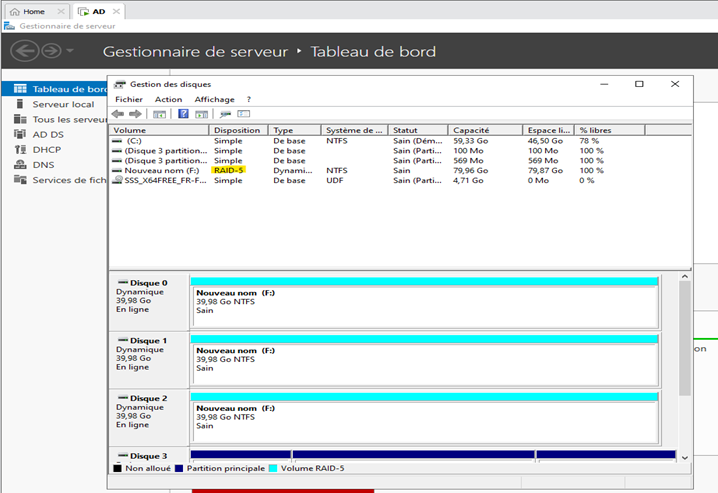 Home
AD
Gestionnaire de serveur
Gestionnaire de serveur • Tableau de bord
Tableau de bord
Serveur local
Tous les serveur
AD DS
DHCP
DNS
Services de fich
Gestion des disques
Fichier Action Affichage ?
Volume Disposition Type Système de ... Statut Capacité Espace li... % libres
(C:) Simple De base NTFS Sain (Dém... 59,33 Go 46,50 Go 78 %
(Disque 3 partition... Simple De base Sain (Parti... 100 Mo 100 Mo 100 %
(Disque 3 partition... Simple De base Sain (Parti... 569 Mo 569 Mo 100 %
Nouveau nom (F:) RAID-5 Dynami... NTFS Sain 79,96 Go 79,87 Go 100 %
SSS_X64FREE_FR-F... Simple De base UDF Sain (Parti... 4,71 Go 0 Mo 0 %
Disque 0
Dynamique
39,98 Go
En ligne
Nouveau nom (F:)
39,98 Go NTFS
Sain
Disque 1
Dynamique
39,98 Go
En ligne
Nouveau nom (F:)
39,98 Go NTFS
Sain
Disque 2
Dynamique
39,98 Go
En ligne
Nouveau nom (F:)
39,98 Go NTFS
Sain
Disque 3
on
Non alloué Partition principale Volume RAID-5